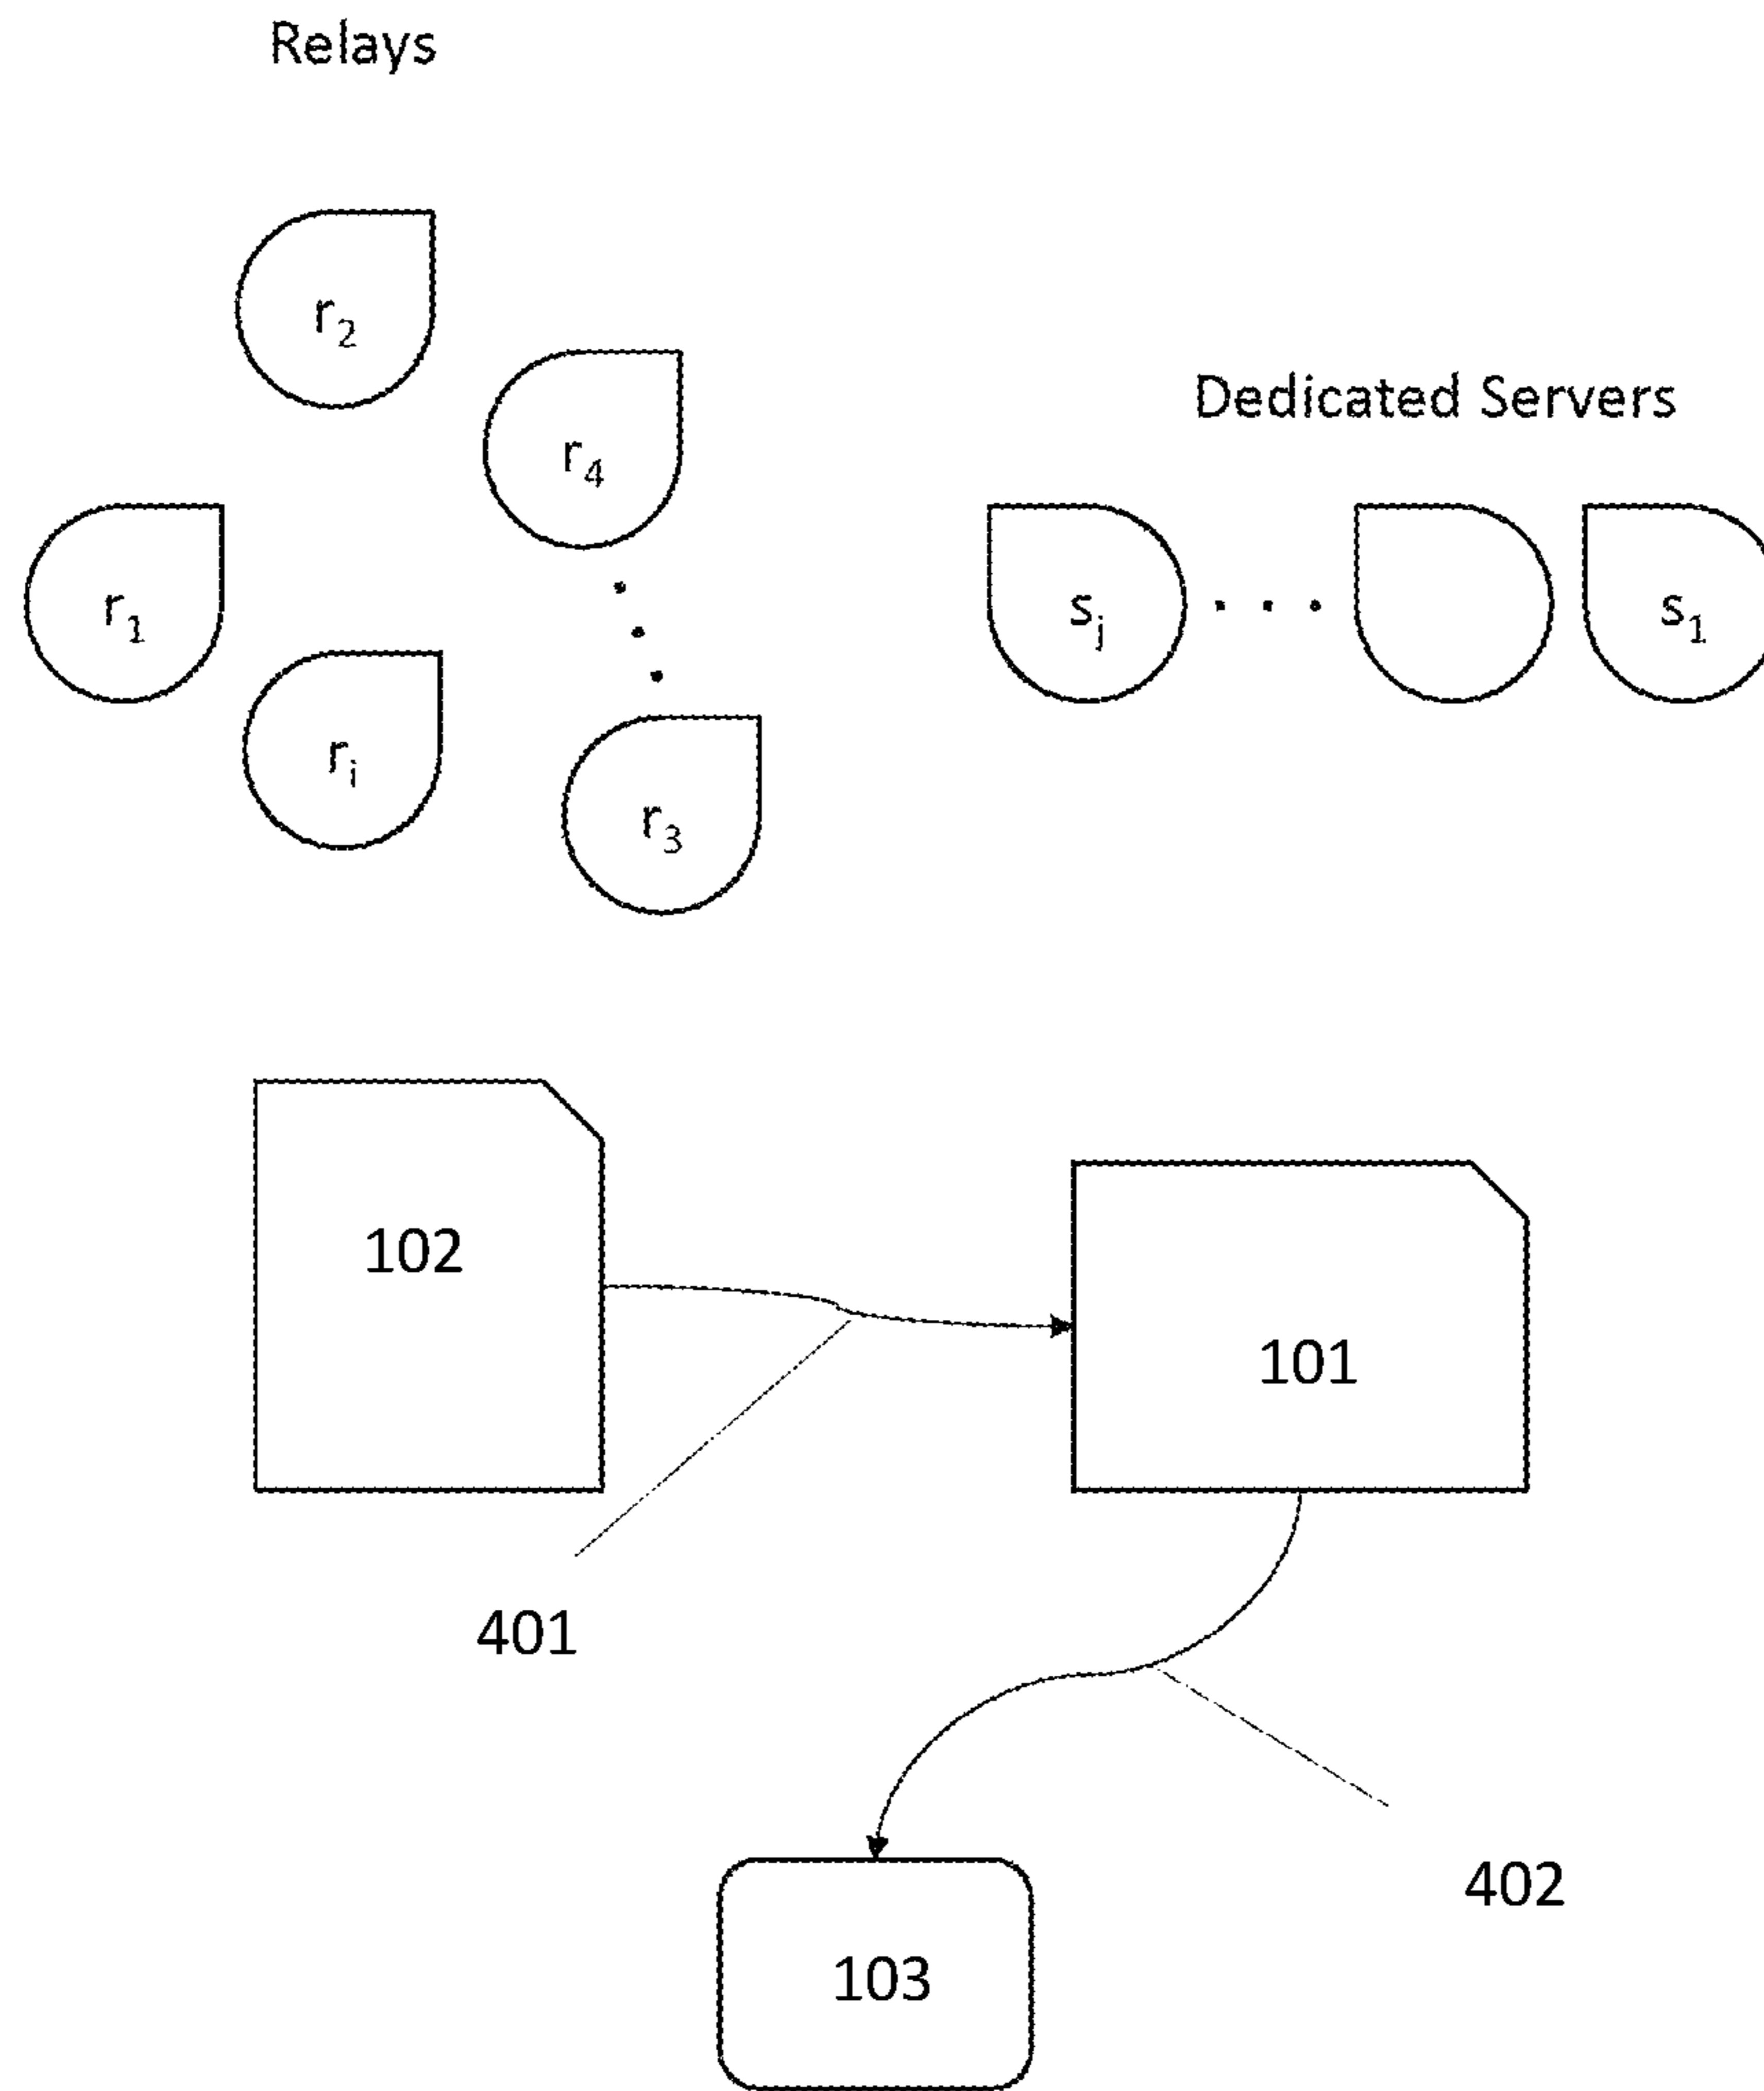 Relays
r2
r4
Dedicated Servers
r1
sj
s1
ri
r3
102
101
401
402
103